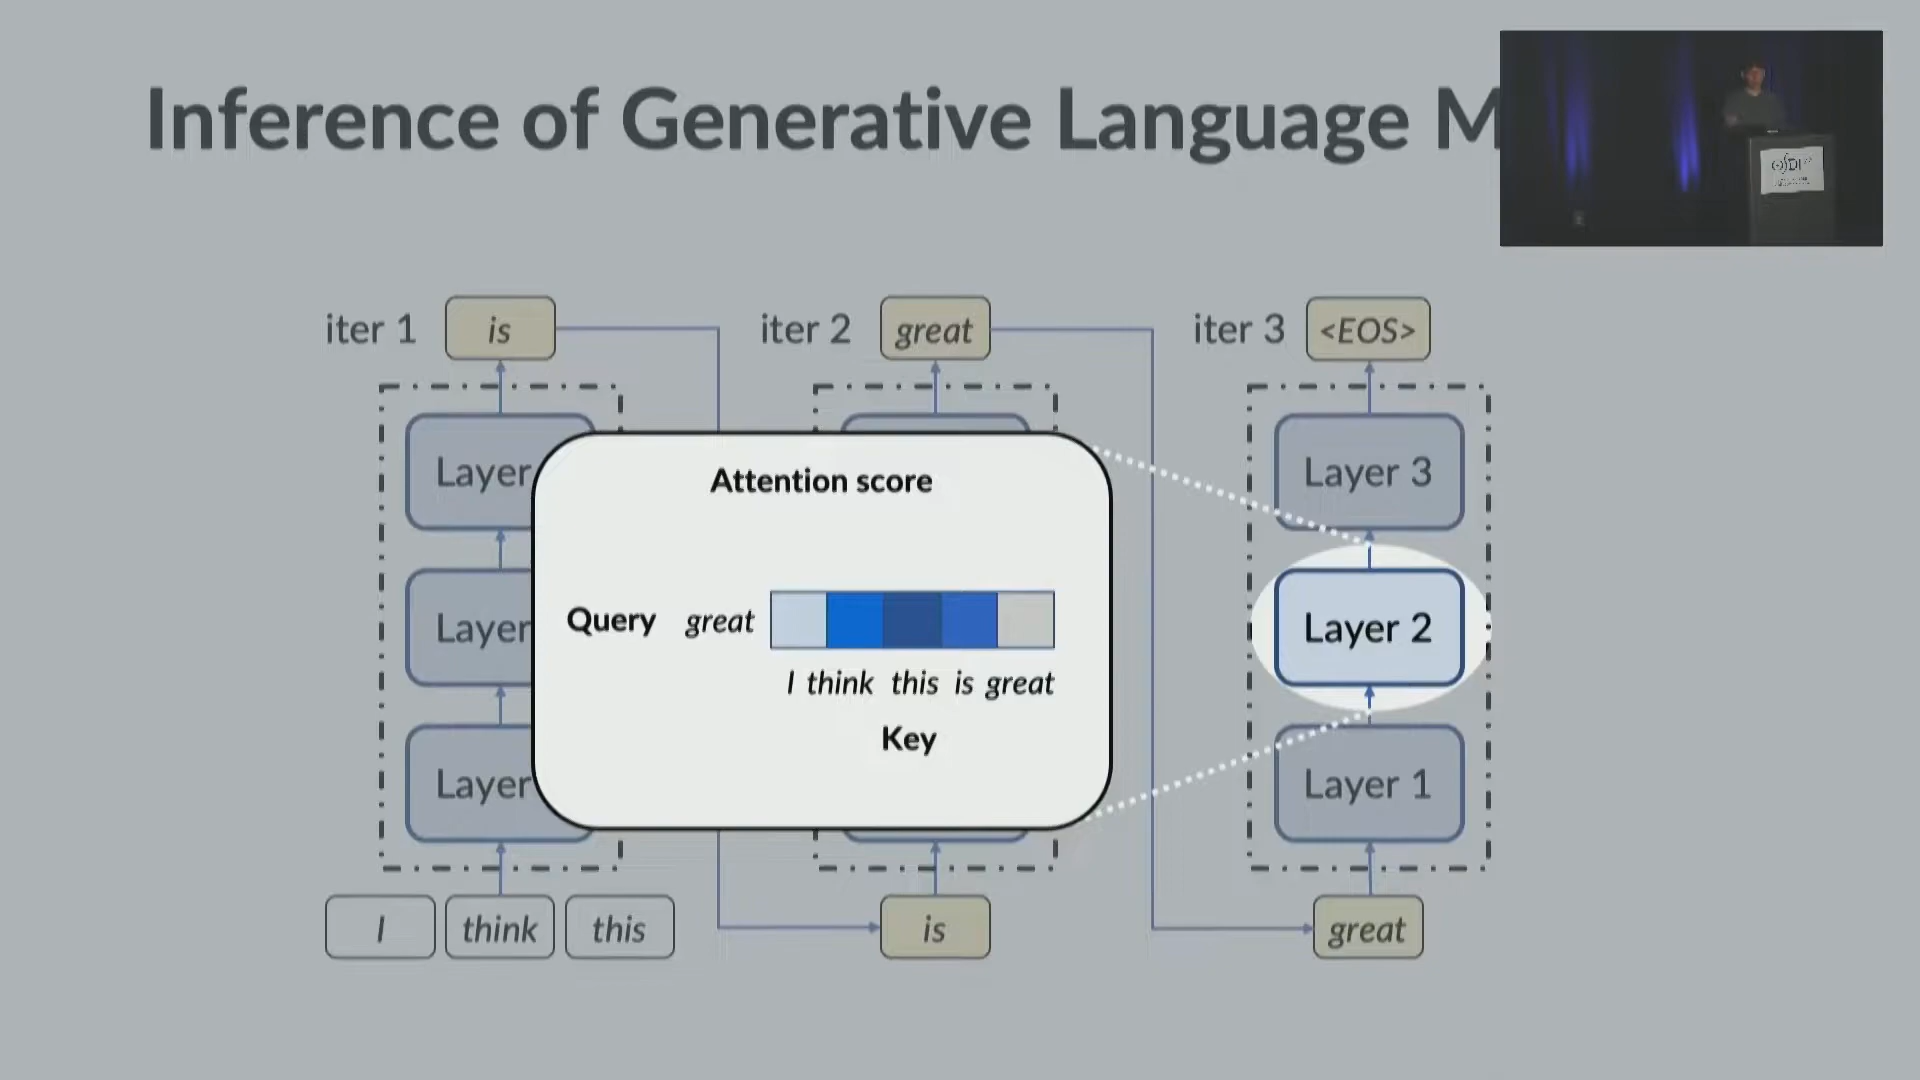 Inference of Generative Language M
OSDI
iter 1
is
iter 2
great
iter 3
<EOS>
Layer
Layer 3
Attention score
Query great
I think this is great
Key
Layer
Layer 2
Layer
Layer 1
I think this
is
great